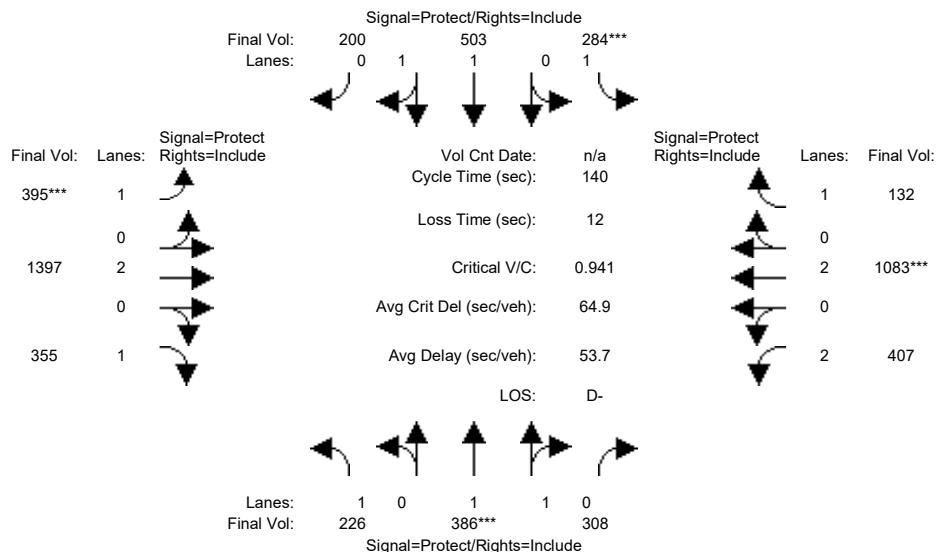 Signal=Protect/Rights=Include
Final Vol: 200 503 284***
Lanes: 0 1 1 0 1
Signal=Protect Signal=Protect
Final Vol: Lanes: Rights=Include Vol Cnt Date: n/a Rights=Include Lanes: Final Vol:
Cycle Time (sec): 140
395*** 1 1 132
Loss Time (sec): 12
0 0
1397 2 Critical V/C: 0.941 2 1083***
0 Avg Crit Del (sec/veh): 64.9 0
355 1 Avg Delay (sec/veh): 53.7 2 407
LOS: D-
Lanes: 1 0 1 1 0
Final Vol: 226 386*** 308
Signal=Protect/Rights=Include